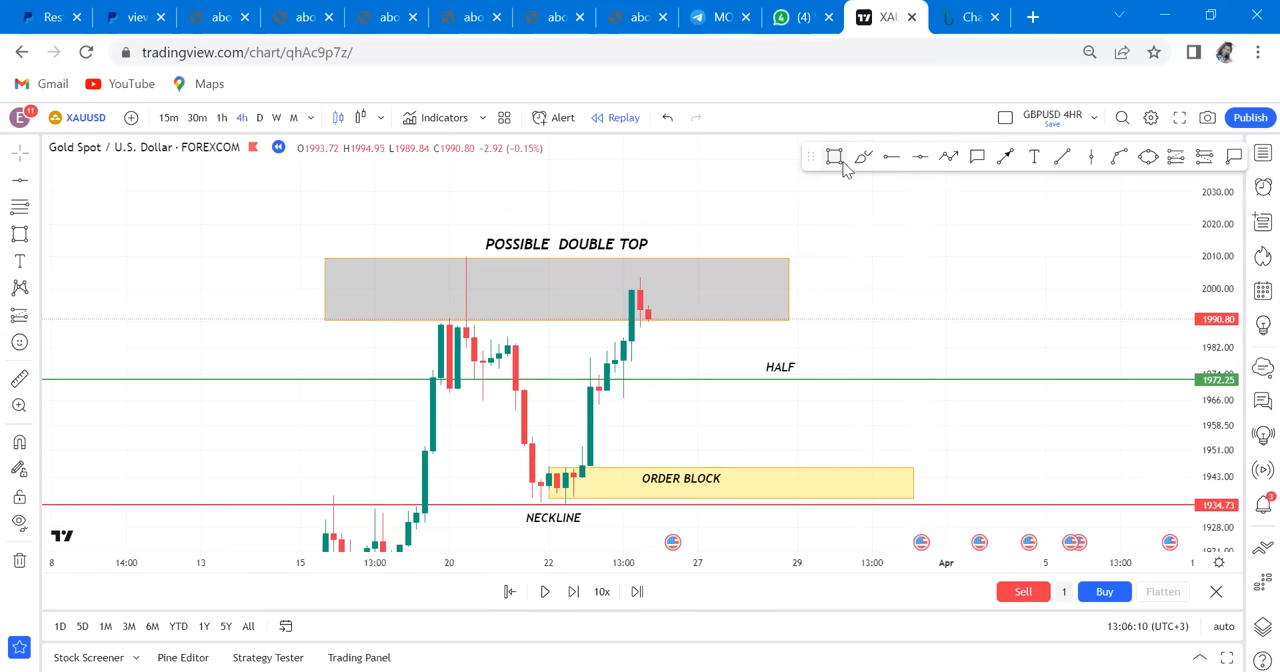 Res view abo abo abo abo abo abo MO (4) XAU Cha
tradingview.com/chart/qhAc9p7z/
Gmail YouTube Maps
E 11 XAUUSD 15m 30m 1h 4h D W M Indicators Alert Replay GBPUSD 4HR Save Publish
Gold Spot / U.S. Dollar · FOREXCOM O1993.72 H1994.95 L1989.84 C1990.80 −2.92 (−0.15%)
2030.00
2020.00
POSSIBLE DOUBLE TOP
2010.00
2000.00
1990.80
1982.00
HALF
1972.25
1966.00
1958.50
1951.00
ORDER BLOCK
1943.00
1934.73
NECKLINE
1928.00
1921.00
8 14:00 13 15 13:00 20 22 13:00 27 29 13:00 Apr 5 13:00 1
10x Sell 1 Buy Flatten
1D 5D 1M 3M 6M YTD 1Y 5Y All 13:06:10 (UTC+3) auto
Stock Screener Pine Editor Strategy Tester Trading Panel